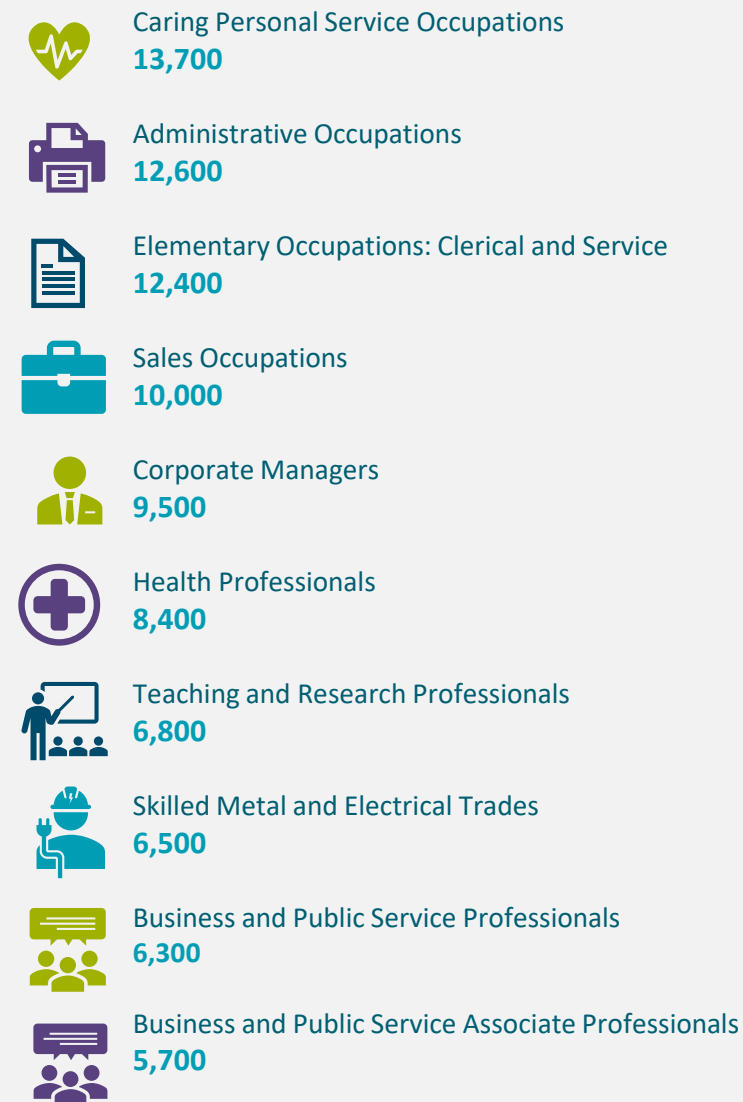 Caring Personal Service Occupations
13,700
Administrative Occupations
12,600
Elementary Occupations: Clerical and Service
12,400
Sales Occupations
10,000
Corporate Managers
9,500
Health Professionals
8,400
Teaching and Research Professionals
6,800
Skilled Metal and Electrical Trades
6,500
Business and Public Service Professionals
6,300
Business and Public Service Associate Professionals
5,700